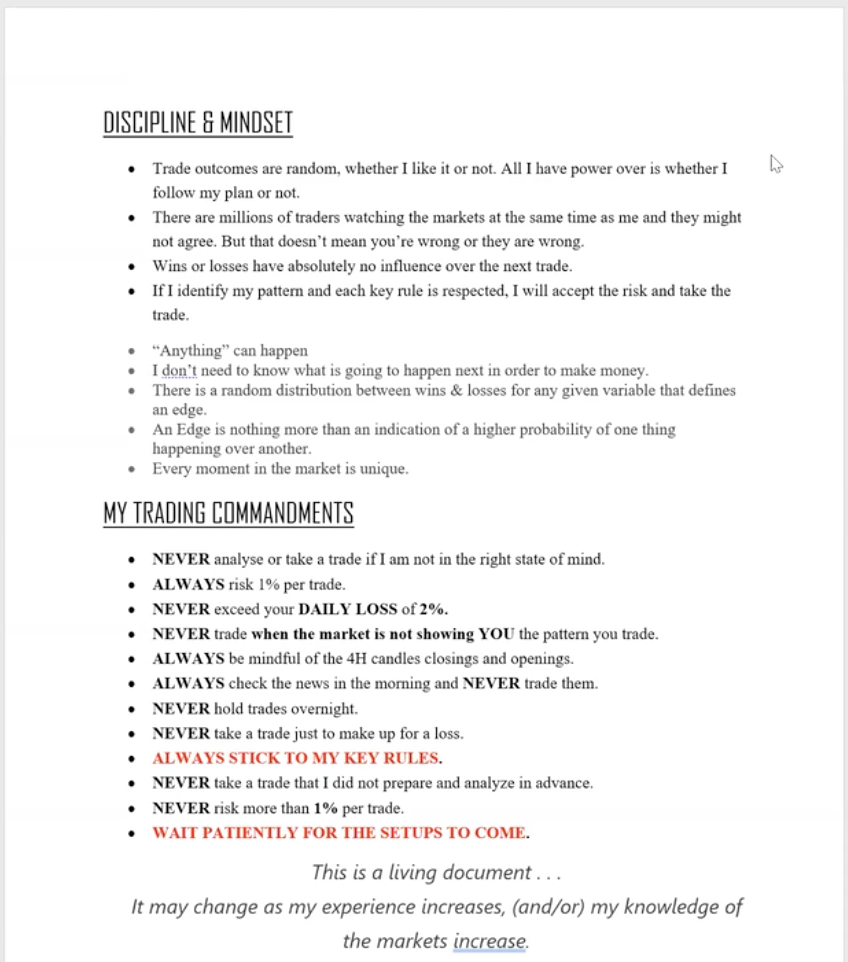 DISCIPLINE & MINDSET
• Trade outcomes are random, whether I like it or not. All I have power over is whether I
follow my plan or not.
• There are millions of traders watching the markets at the same time as me and they might
not agree. But that doesn’t mean you’re wrong or they are wrong.
• Wins or losses have absolutely no influence over the next trade.
• If I identify my pattern and each key rule is respected, I will accept the risk and take the
trade.
• “Anything” can happen
• I don’t need to know what is going to happen next in order to make money.
• There is a random distribution between wins & losses for any given variable that defines
an edge.
• An Edge is nothing more than an indication of a higher probability of one thing
happening over another.
• Every moment in the market is unique.
MY TRADING COMMANDMENTS
• NEVER analyse or take a trade if I am not in the right state of mind.
• ALWAYS risk 1% per trade.
• NEVER exceed your DAILY LOSS of 2%.
• NEVER trade when the market is not showing YOU the pattern you trade.
• ALWAYS be mindful of the 4H candles closings and openings.
• ALWAYS check the news in the morning and NEVER trade them.
• NEVER hold trades overnight.
• NEVER take a trade just to make up for a loss.
• ALWAYS STICK TO MY KEY RULES.
• NEVER take a trade that I did not prepare and analyze in advance.
• NEVER risk more than 1% per trade.
• WAIT PATIENTLY FOR THE SETUPS TO COME.
This is a living document . . .
It may change as my experience increases, (and/or) my knowledge of
the markets increase.